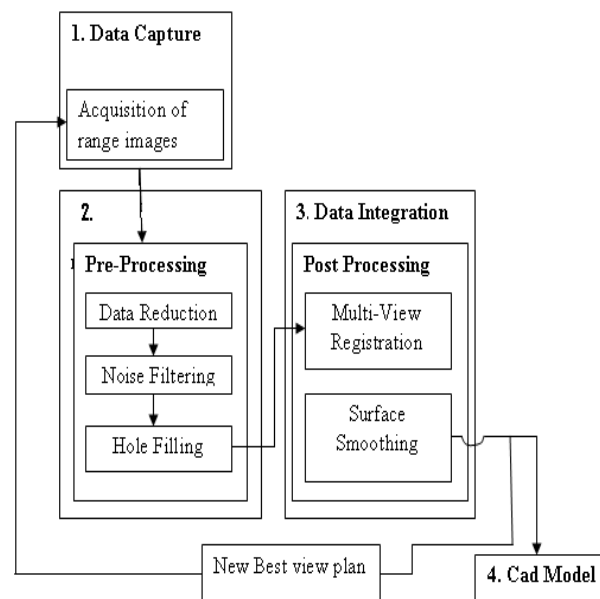 1. Data Capture
Acquisition of
range images
2.
Pre-Processing
Data Reduction
Noise Filtering
Hole Filling
3. Data Integration
Post Processing
Multi-View
Registration
Surface
Smoothing
New Best view plan
4. Cad Model